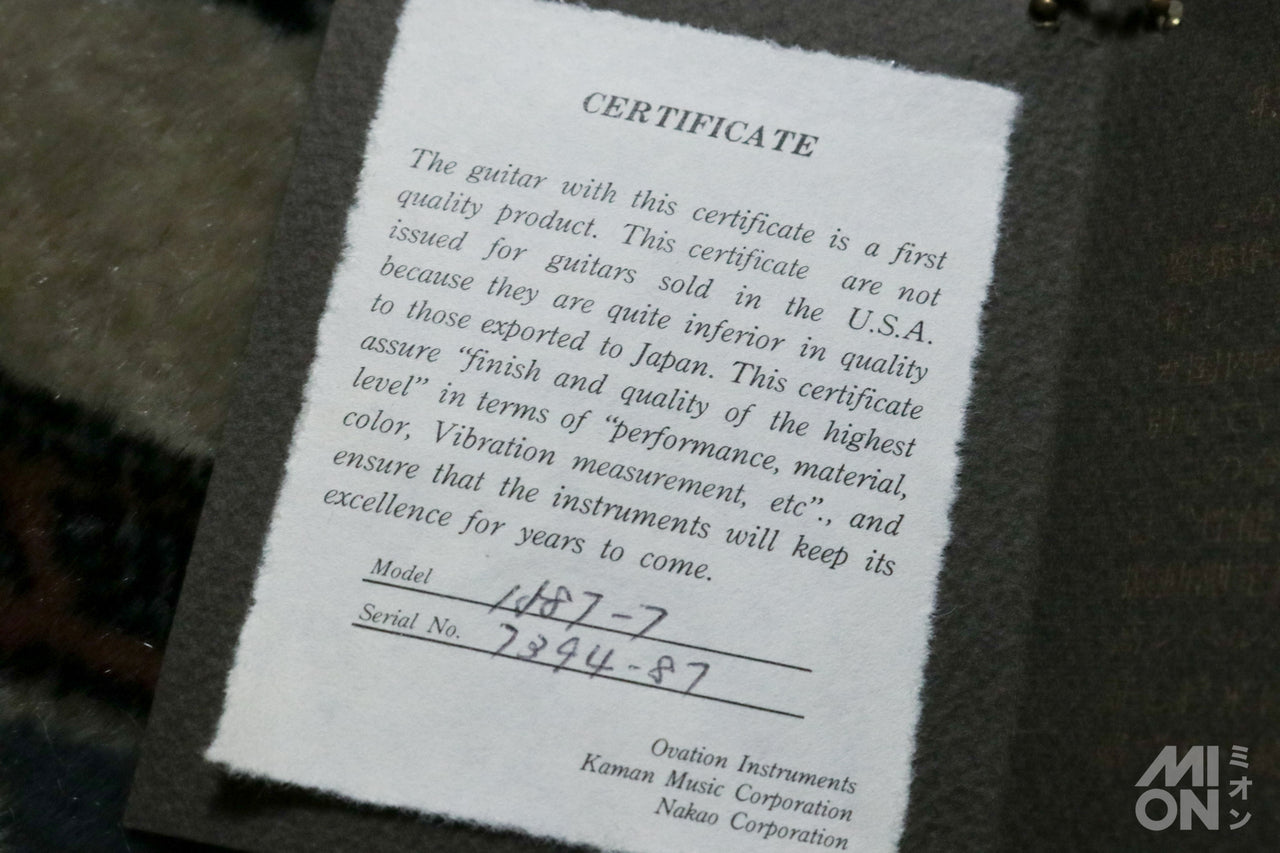 CERTIFICATE
The guitar with this certificate is a first
quality product. This certificate are not
issued for guitars sold in the U.S.A.
because they are quite inferior in quality
to those exported to Japan. This certificate
assure “finish and quality of the highest
level” in terms of “performance, material,
color, Vibration measurement, etc”., and
ensure that the instruments will keep its
excellence for years to come.
Model
Serial No. 7394-87
Ovation Instruments
Kaman Music Corporation
Nakao Corporation
MI
ON
ミオン